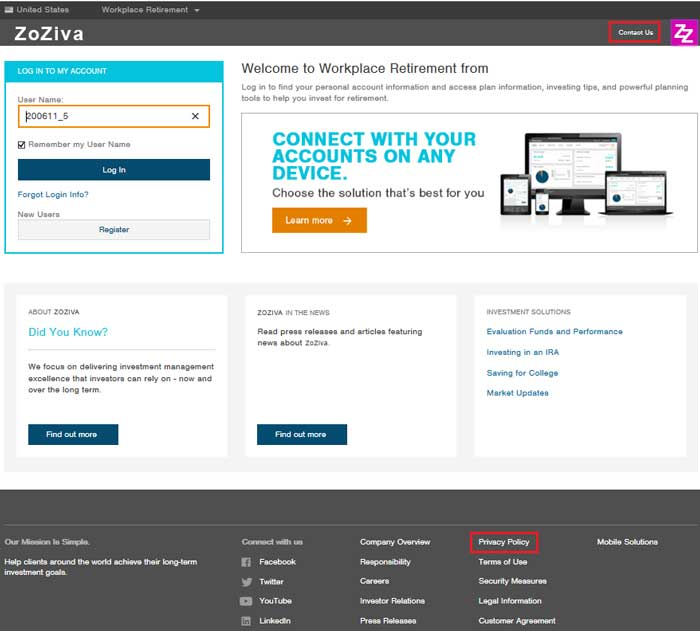 United States
Workplace Retirement
ZoZiva
Contact Us
ZZ
LOG IN TO MY ACCOUNT
User Name:
200611_5
Remember my User Name
Log In
Forgot Login Info?
New Users
Register
Welcome to Workplace Retirement from
Log in to find your personal account information and access plan information, investing tips, and powerful planning
tools to help you invest for retirement.
CONNECT WITH YOUR
ACCOUNTS ON ANY
DEVICE.
Choose the solution that's best for you
Learn more
ABOUT ZOZIVA
Did You Know?
We focus on delivering investment management
excellence that investors can rely on - now and
over the long term.
Find out more
ZOZIVA IN THE NEWS
Read press releases and articles featuring
news about ZoZiva.
Find out more
INVESTMENT SOLUTIONS
Evaluation Funds and Performance
Investing in an IRA
Saving for College
Market Updates
Our Mission Is Simple.
Help clients around the world achieve their long-term
investment goals.
Connect with us
Facebook
Twitter
YouTube
LinkedIn
Company Overview
Responsibility
Careers
Investor Relations
Press Releases
Privacy Policy
Terms of Use
Security Measures
Legal Information
Customer Agreement
Mobile Solutions